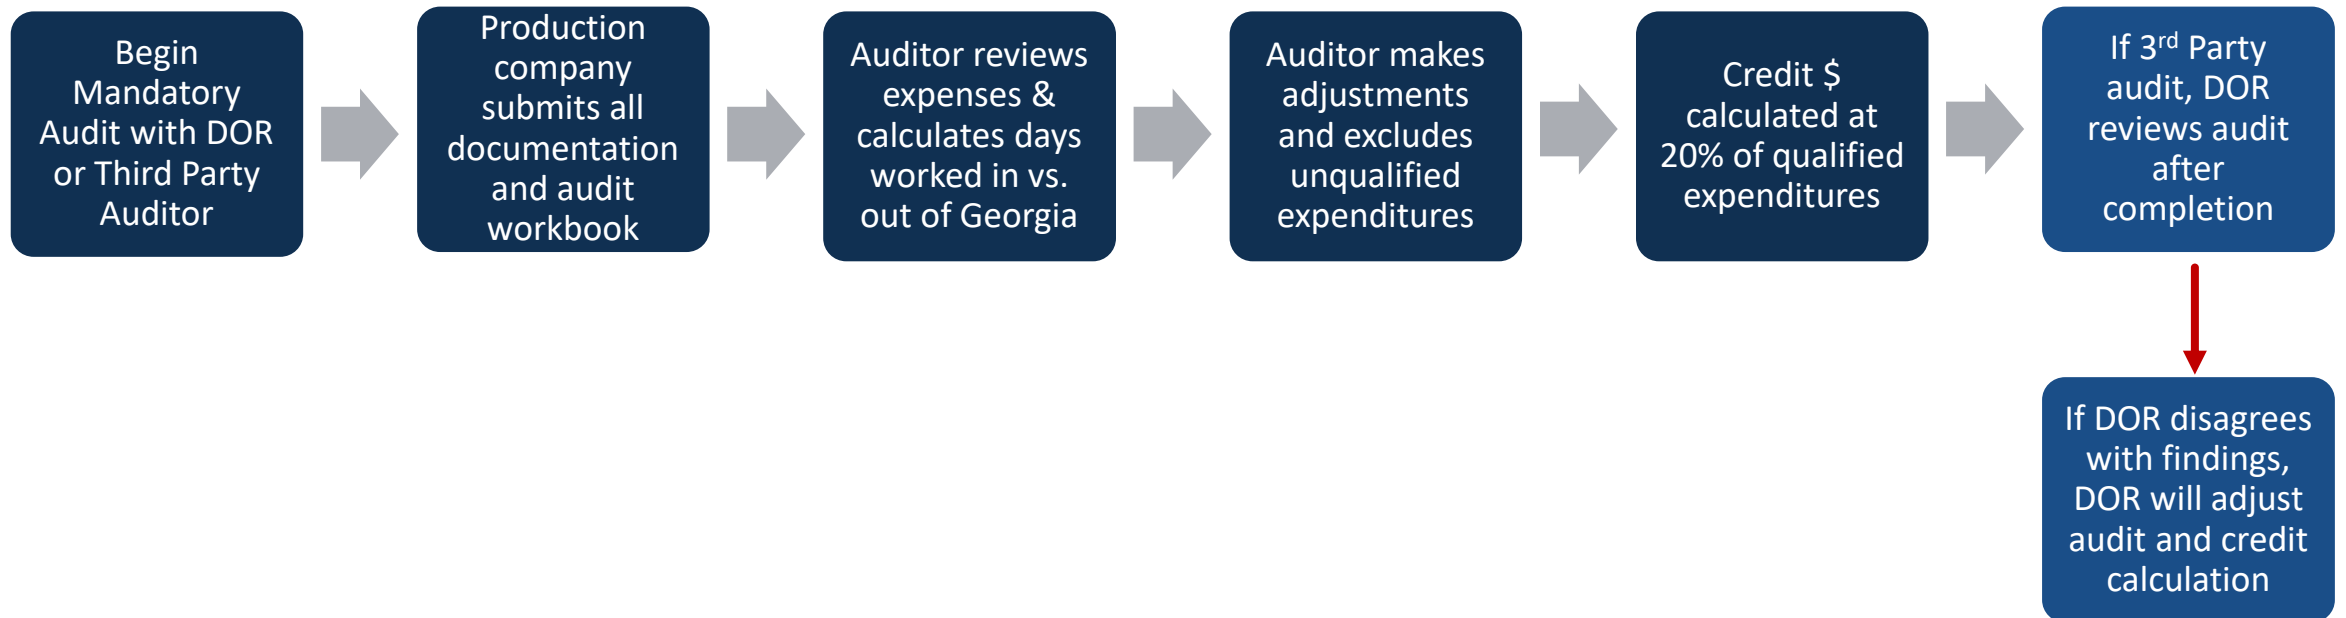 Begin
Mandatory
Audit with DOR
or Third Party
Auditor
Production
company
submits all
documentation
and audit
workbook
Auditor reviews
expenses &
calculates days
worked in vs.
out of Georgia
Auditor makes
adjustments
and excludes
unqualified
expenditures
Credit $
calculated at
20% of qualified
expenditures
If 3rd Party
audit, DOR
reviews audit
after
completion
If DOR disagrees
with findings,
DOR will adjust
audit and credit
calculation